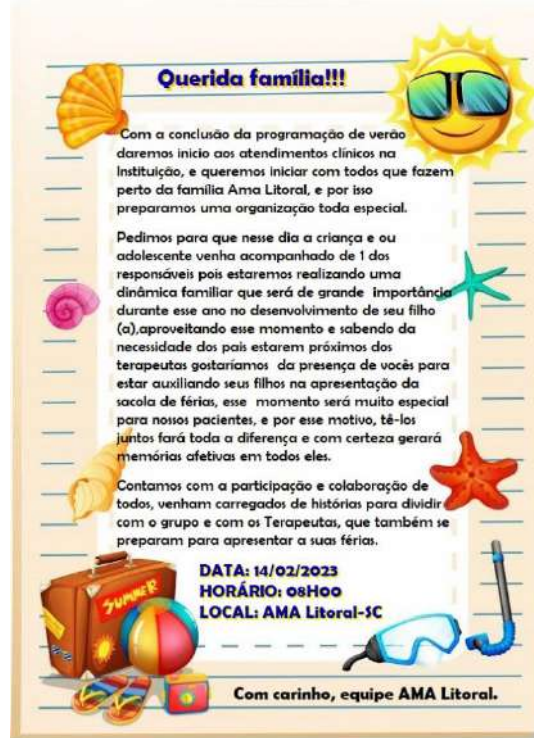 Querida família!!!
Com a conclusão da programação de verão
daremos inicio aos atendimentos clínicos na
Instituição, e queremos iniciar com todos que fazem
perto da família Ama Litoral, e por isso
preparamos uma organização toda especial.
Pedimos para que nesse dia a criança e ou
adolescente venha acompanhado de 1 dos
responsáveis pois estaremos realizando uma
dinâmica familiar que será de grande importância
durante esse ano no desenvolvimento de seu filho
(a),aproveitando esse momento e sabendo da
necessidade dos pais estarem próximos dos
terapeutas gostaríamos da presença de vocês para
estar auxiliando seus filhos na apresentação da
sacola de férias, esse momento será muito especial
para nossos pacientes, e por esse motivo, tê-los
juntos fará toda a diferença e com certeza gerará
memórias afetivas em todos eles.
Contamos com a participação e colaboração de
todos, venham carregados de histórias para dividir
com o grupo e com os Terapeutas, que também se
preparam para apresentar a suas férias.
DATA: 14/02/2023
HORÁRIO: 08H00
LOCAL: AMA Litoral-SC
SUMMER
Com carinho, equipe AMA Litoral.